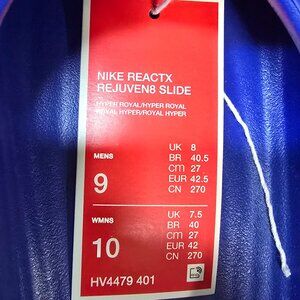 NIKE REACTX
REJUVEN8 SLIDE
HYPER ROYAL/HYPER ROYAL
ROYAL HYPER/ROYAL HYPER
MENS
9
UK 8
BR 40.5
CM 27
EUR 42.5
CN 270
WMNS
10
UK 7.5
BR 40
CM 27
EUR 42
CN 270
HV4479 401